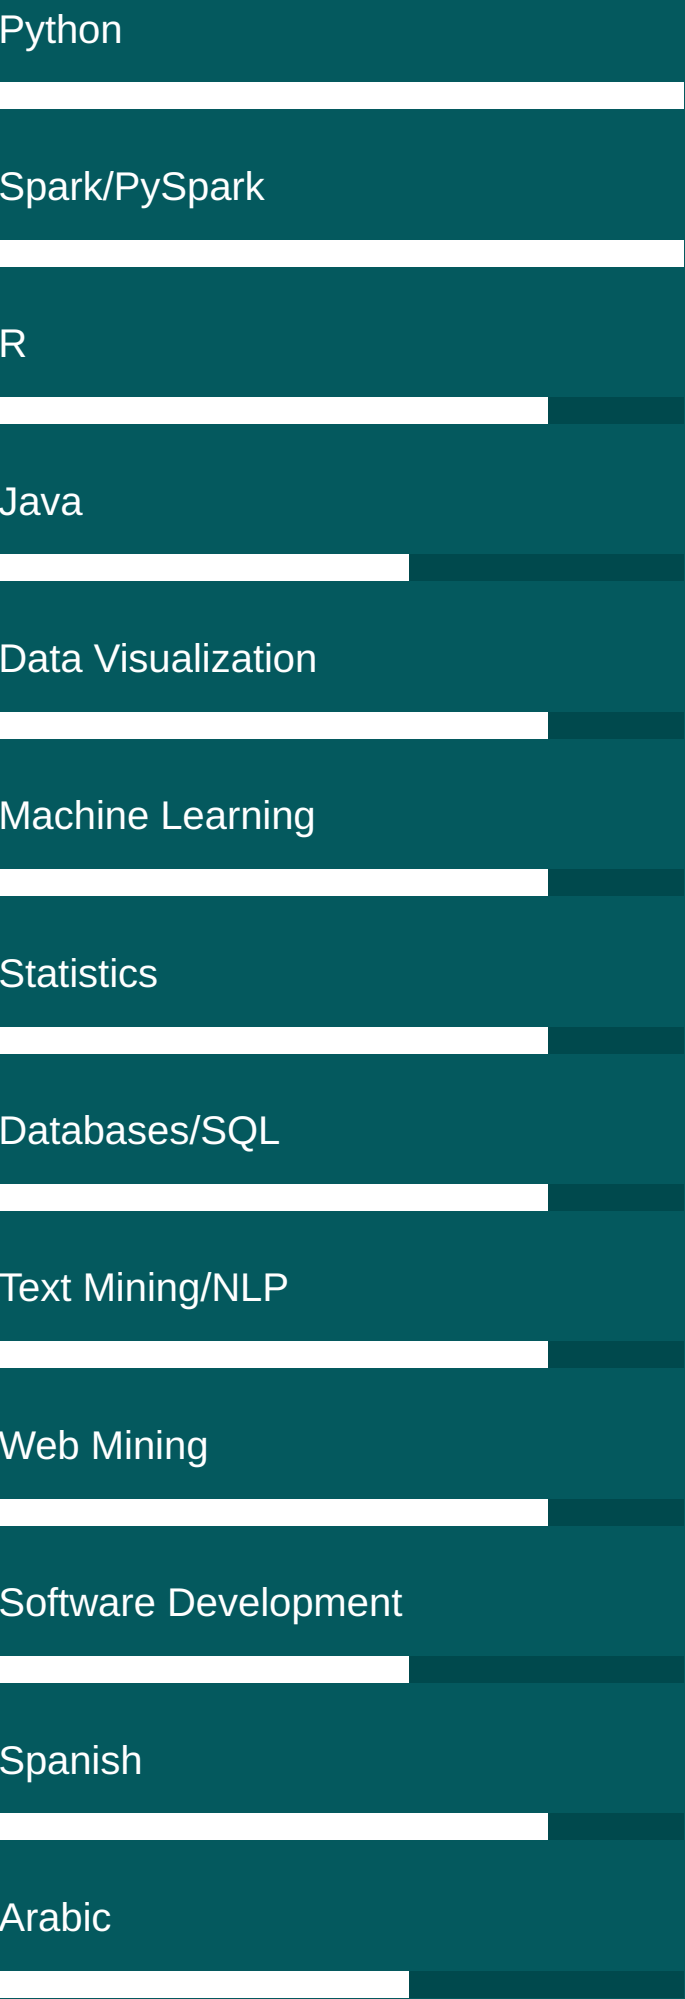 Python
Spark/PySpark
R
Java
Data Visualization
Machine Learning
Statistics
Databases/SQL
Text Mining/NLP
Web Mining
Software Development
Spanish
Arabic